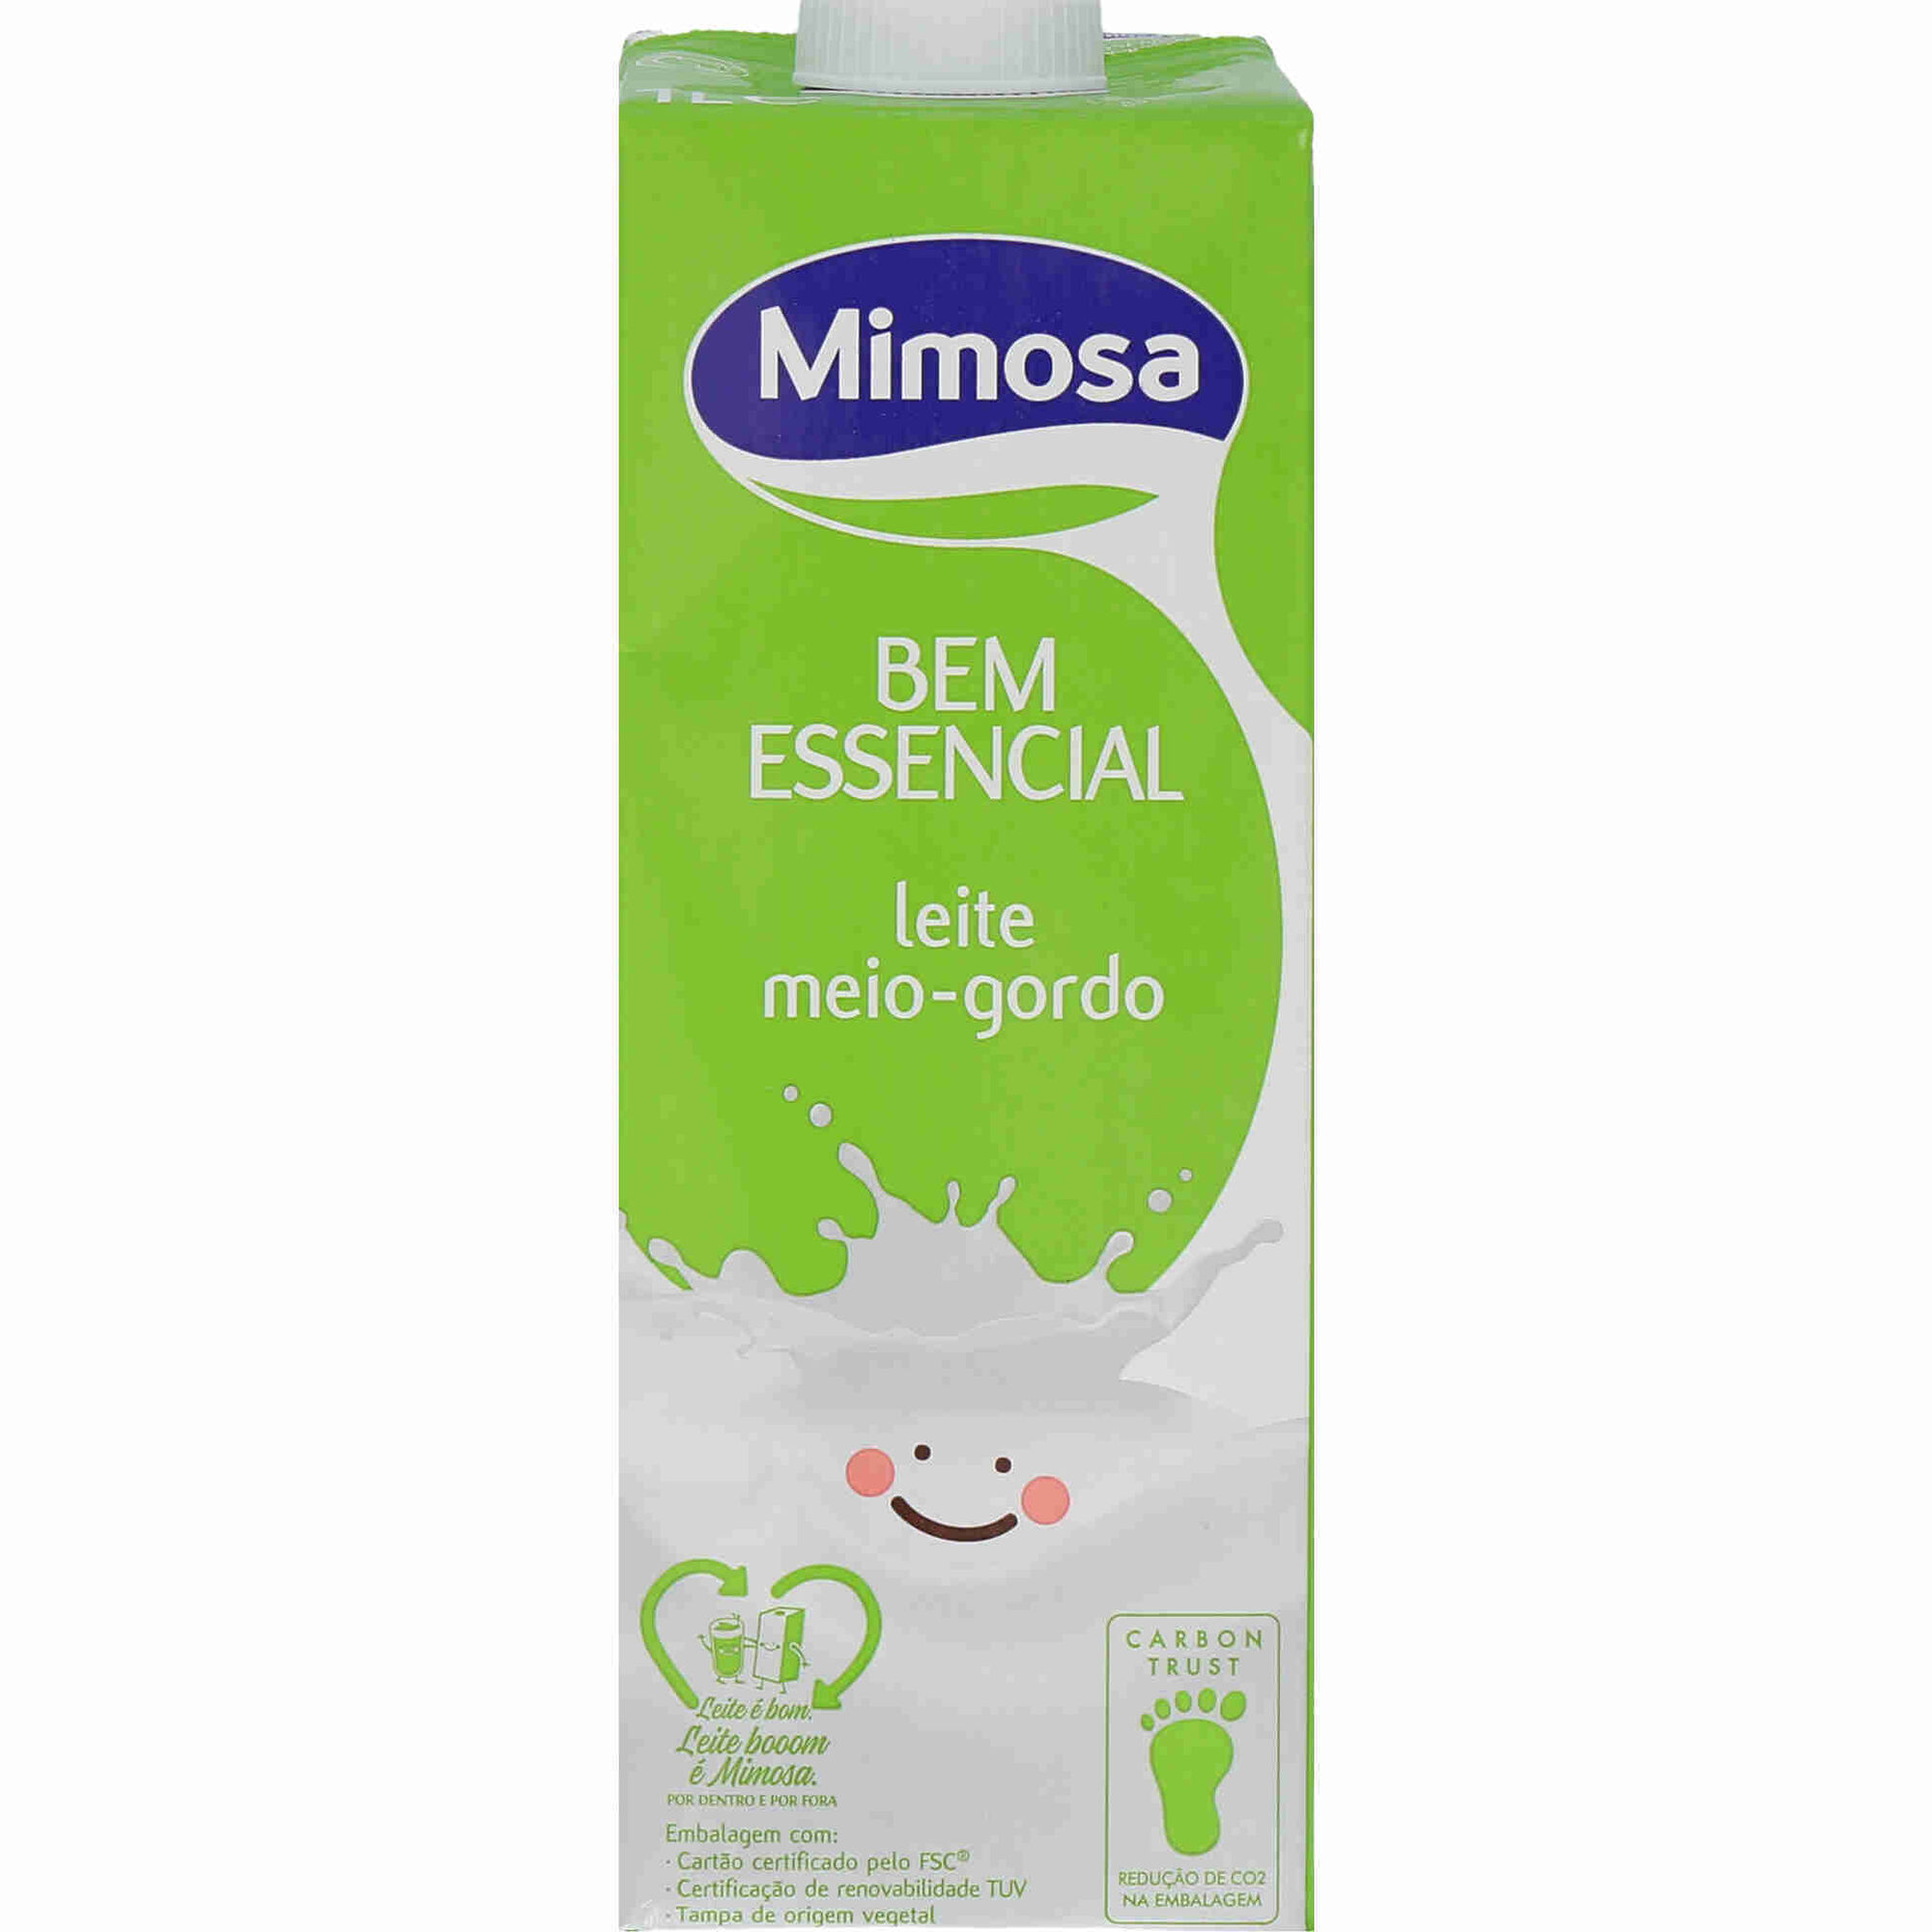 Mimosa
BEM
ESSENCIAL
leite
meio-gordo
Leite é bom.
Leite booom
é Mimosa.
POR DENTRO E POR FORA
Embalagem com:
· Cartão certificado pelo FSC®
· Certificação de renovabilidade TUV
· Tampa de origem vegetal
CARBON
TRUST
REDUÇÃO DE CO2
NA EMBALAGEM